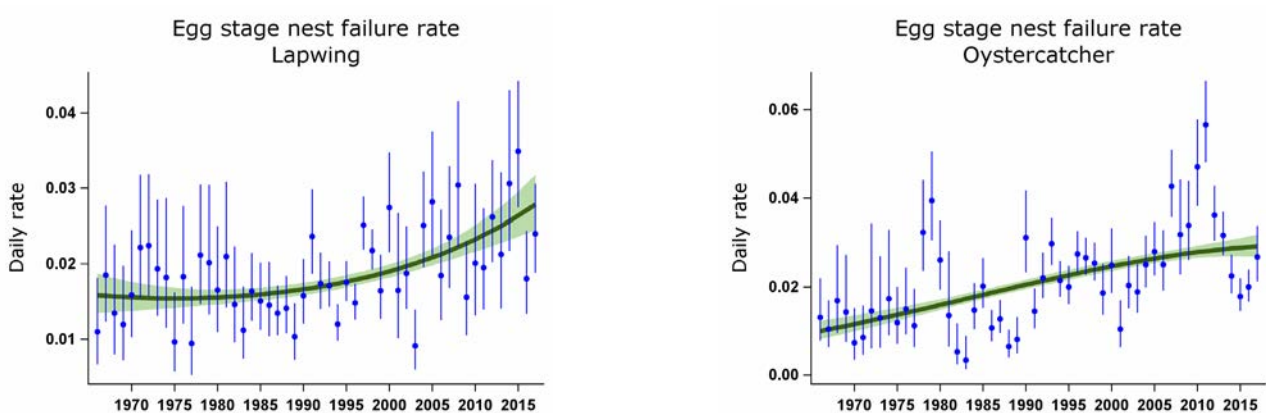 Egg stage nest failure rate
Lapwing
Daily rate
0.04
0.03
0.02
0.01
1970 1975 1980 1985 1990 1995 2000 2005 2010 2015
Egg stage nest failure rate
Oystercatcher
Daily rate
0.06
0.04
0.02
0.00
1970 1975 1980 1985 1990 1995 2000 2005 2010 2015